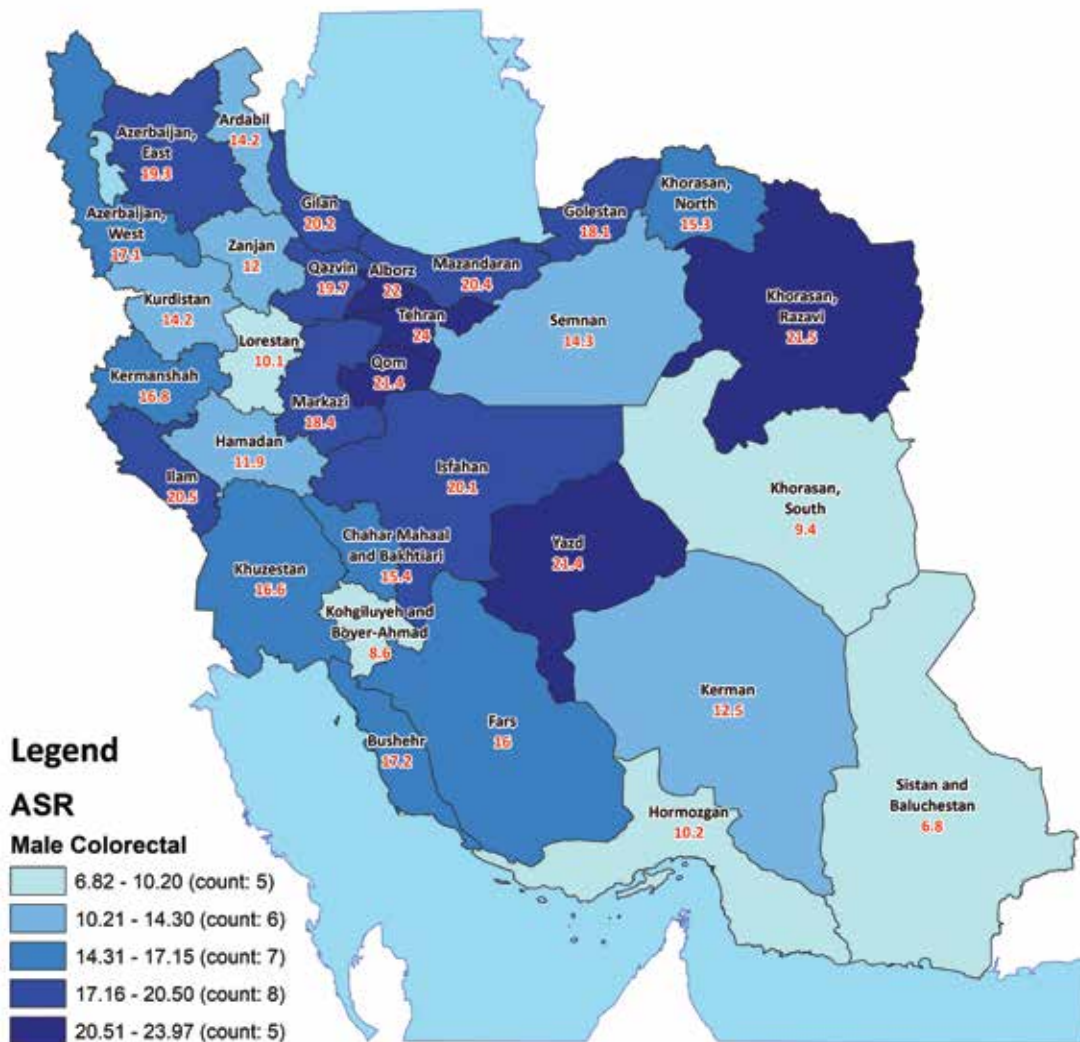 Ardabil
14.2
Azerbaijan,
East
19.3
Gilan
20.2
Khorasan,
North
15.3
Golestan
18.1
Azerbaijan,
West
17.1
Zanjan
12
Qazvin
19.7
Alborz
22
Mazandaran
20.4
Kurdistan
14.2
Tehran
24
Semnan
14.3
Khorasan,
Razavi
21.5
Lorestan
10.1
Kermanshah
16.8
Qom
21.4
Markazi
18.4
Hamadan
11.9
Ilam
20.5
Isfahan
20.1
Khorasan,
South
9.4
Chahar Mahaal
and Bakhtiari
15.4
Yazd
21.4
Khuzestan
16.6
Kohgiluyeh and
Boyer-Ahmad
8.6
Kerman
12.5
Fars
16
Bushehr
17.2
Hormozgan
10.2
Sistan and
Baluchestan
6.8
Legend
ASR
Male Colorectal
6.82 - 10.20 (count: 5)
10.21 - 14.30 (count: 6)
14.31 - 17.15 (count: 7)
17.16 - 20.50 (count: 8)
20.51 - 23.97 (count: 5)